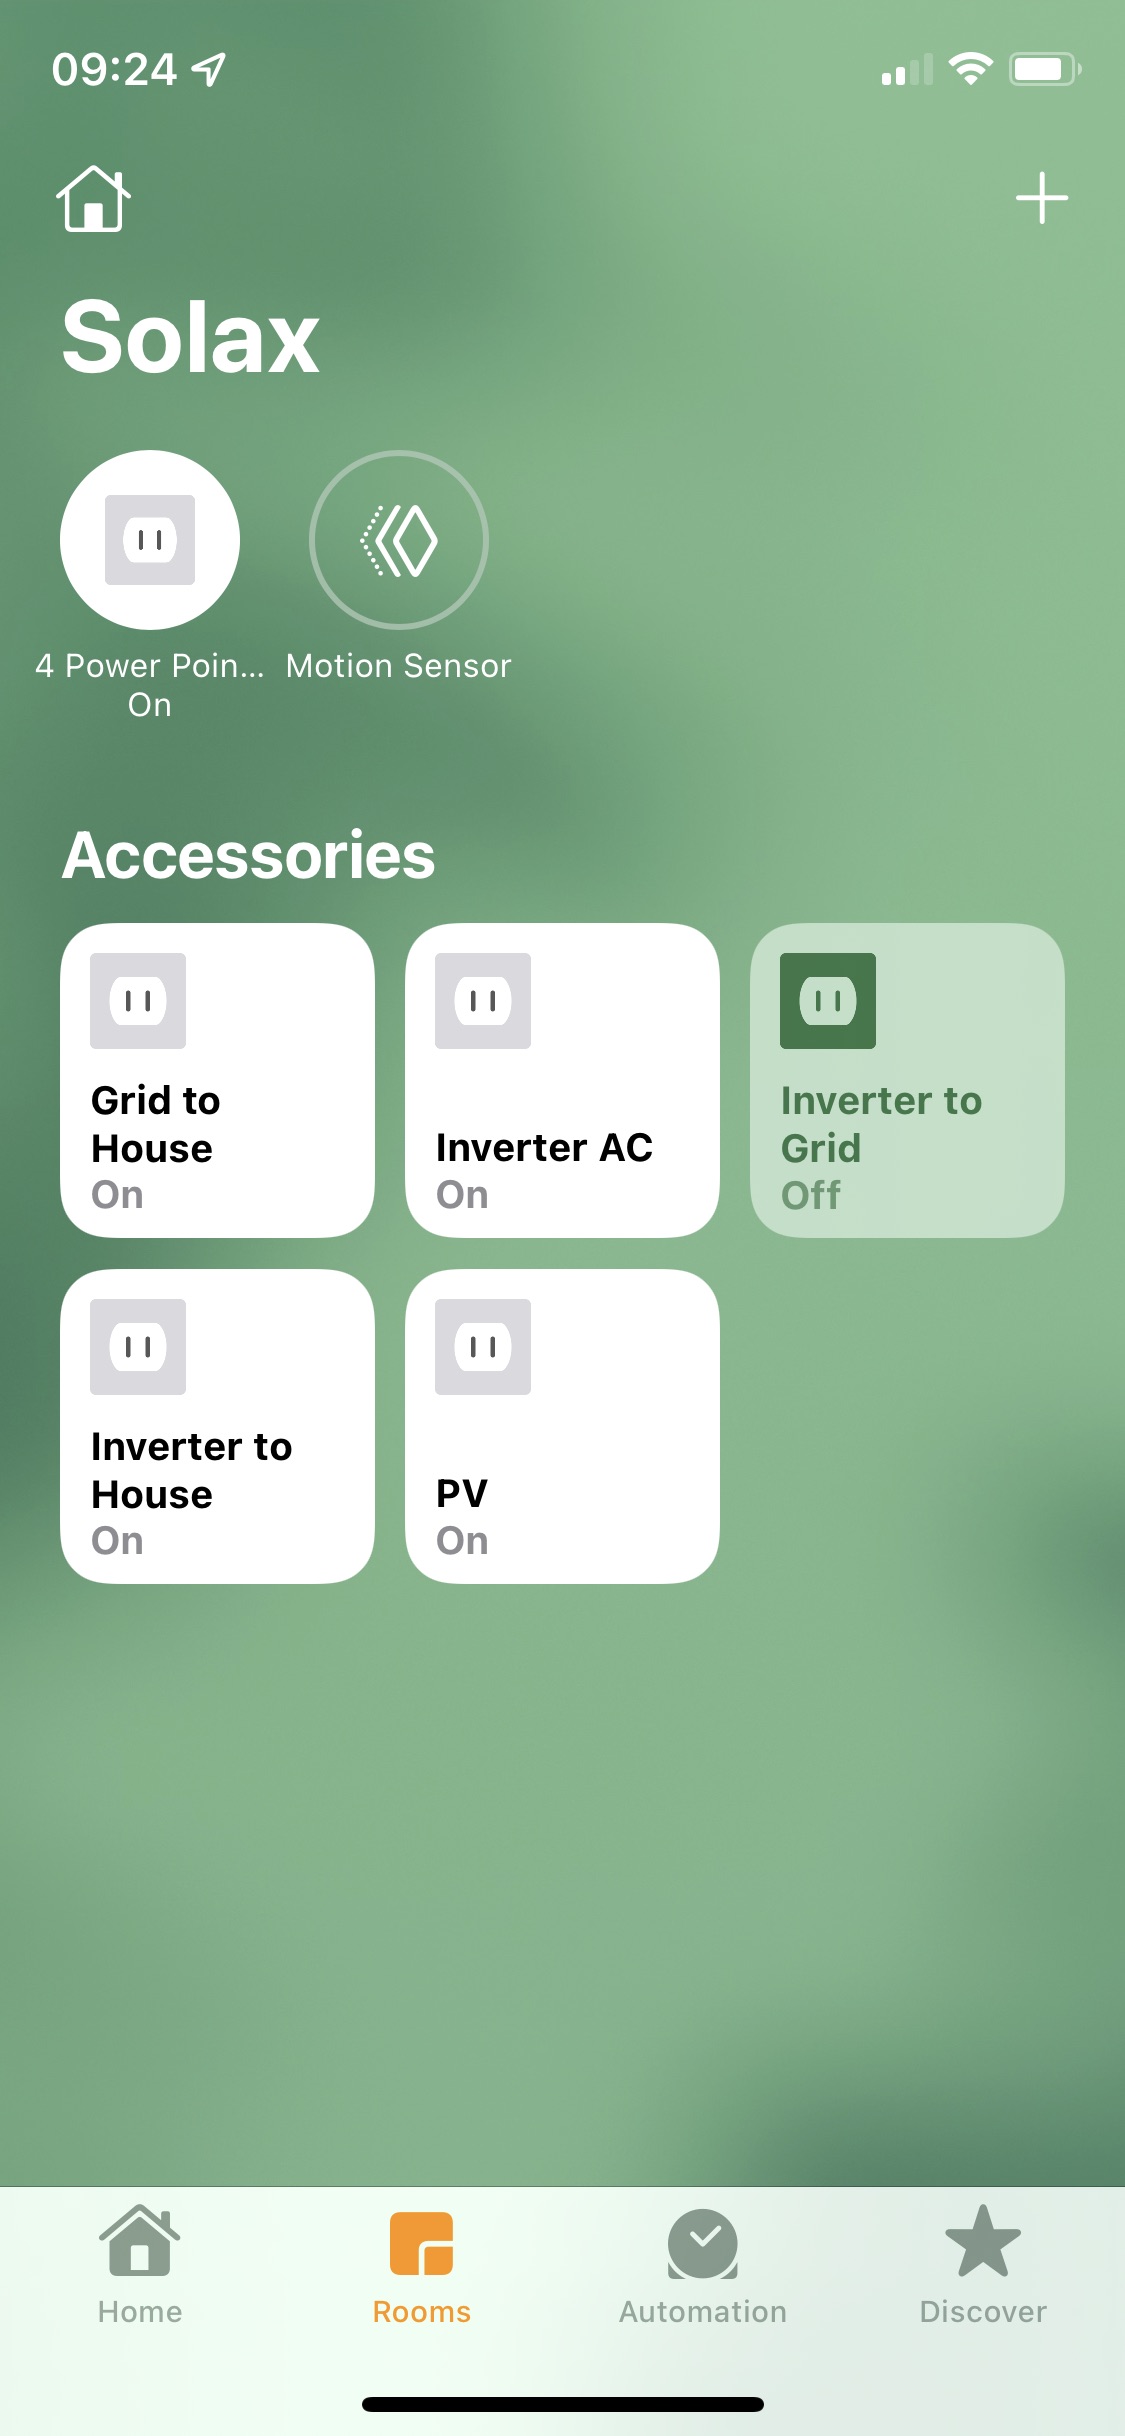 09:24
Solax
4 Power Poin...
On
Motion Sensor
Accessories
Grid to
House
On
Inverter AC
On
Inverter to
Grid
Off
Inverter to
House
On
PV
On
Home
Rooms
Automation
Discover